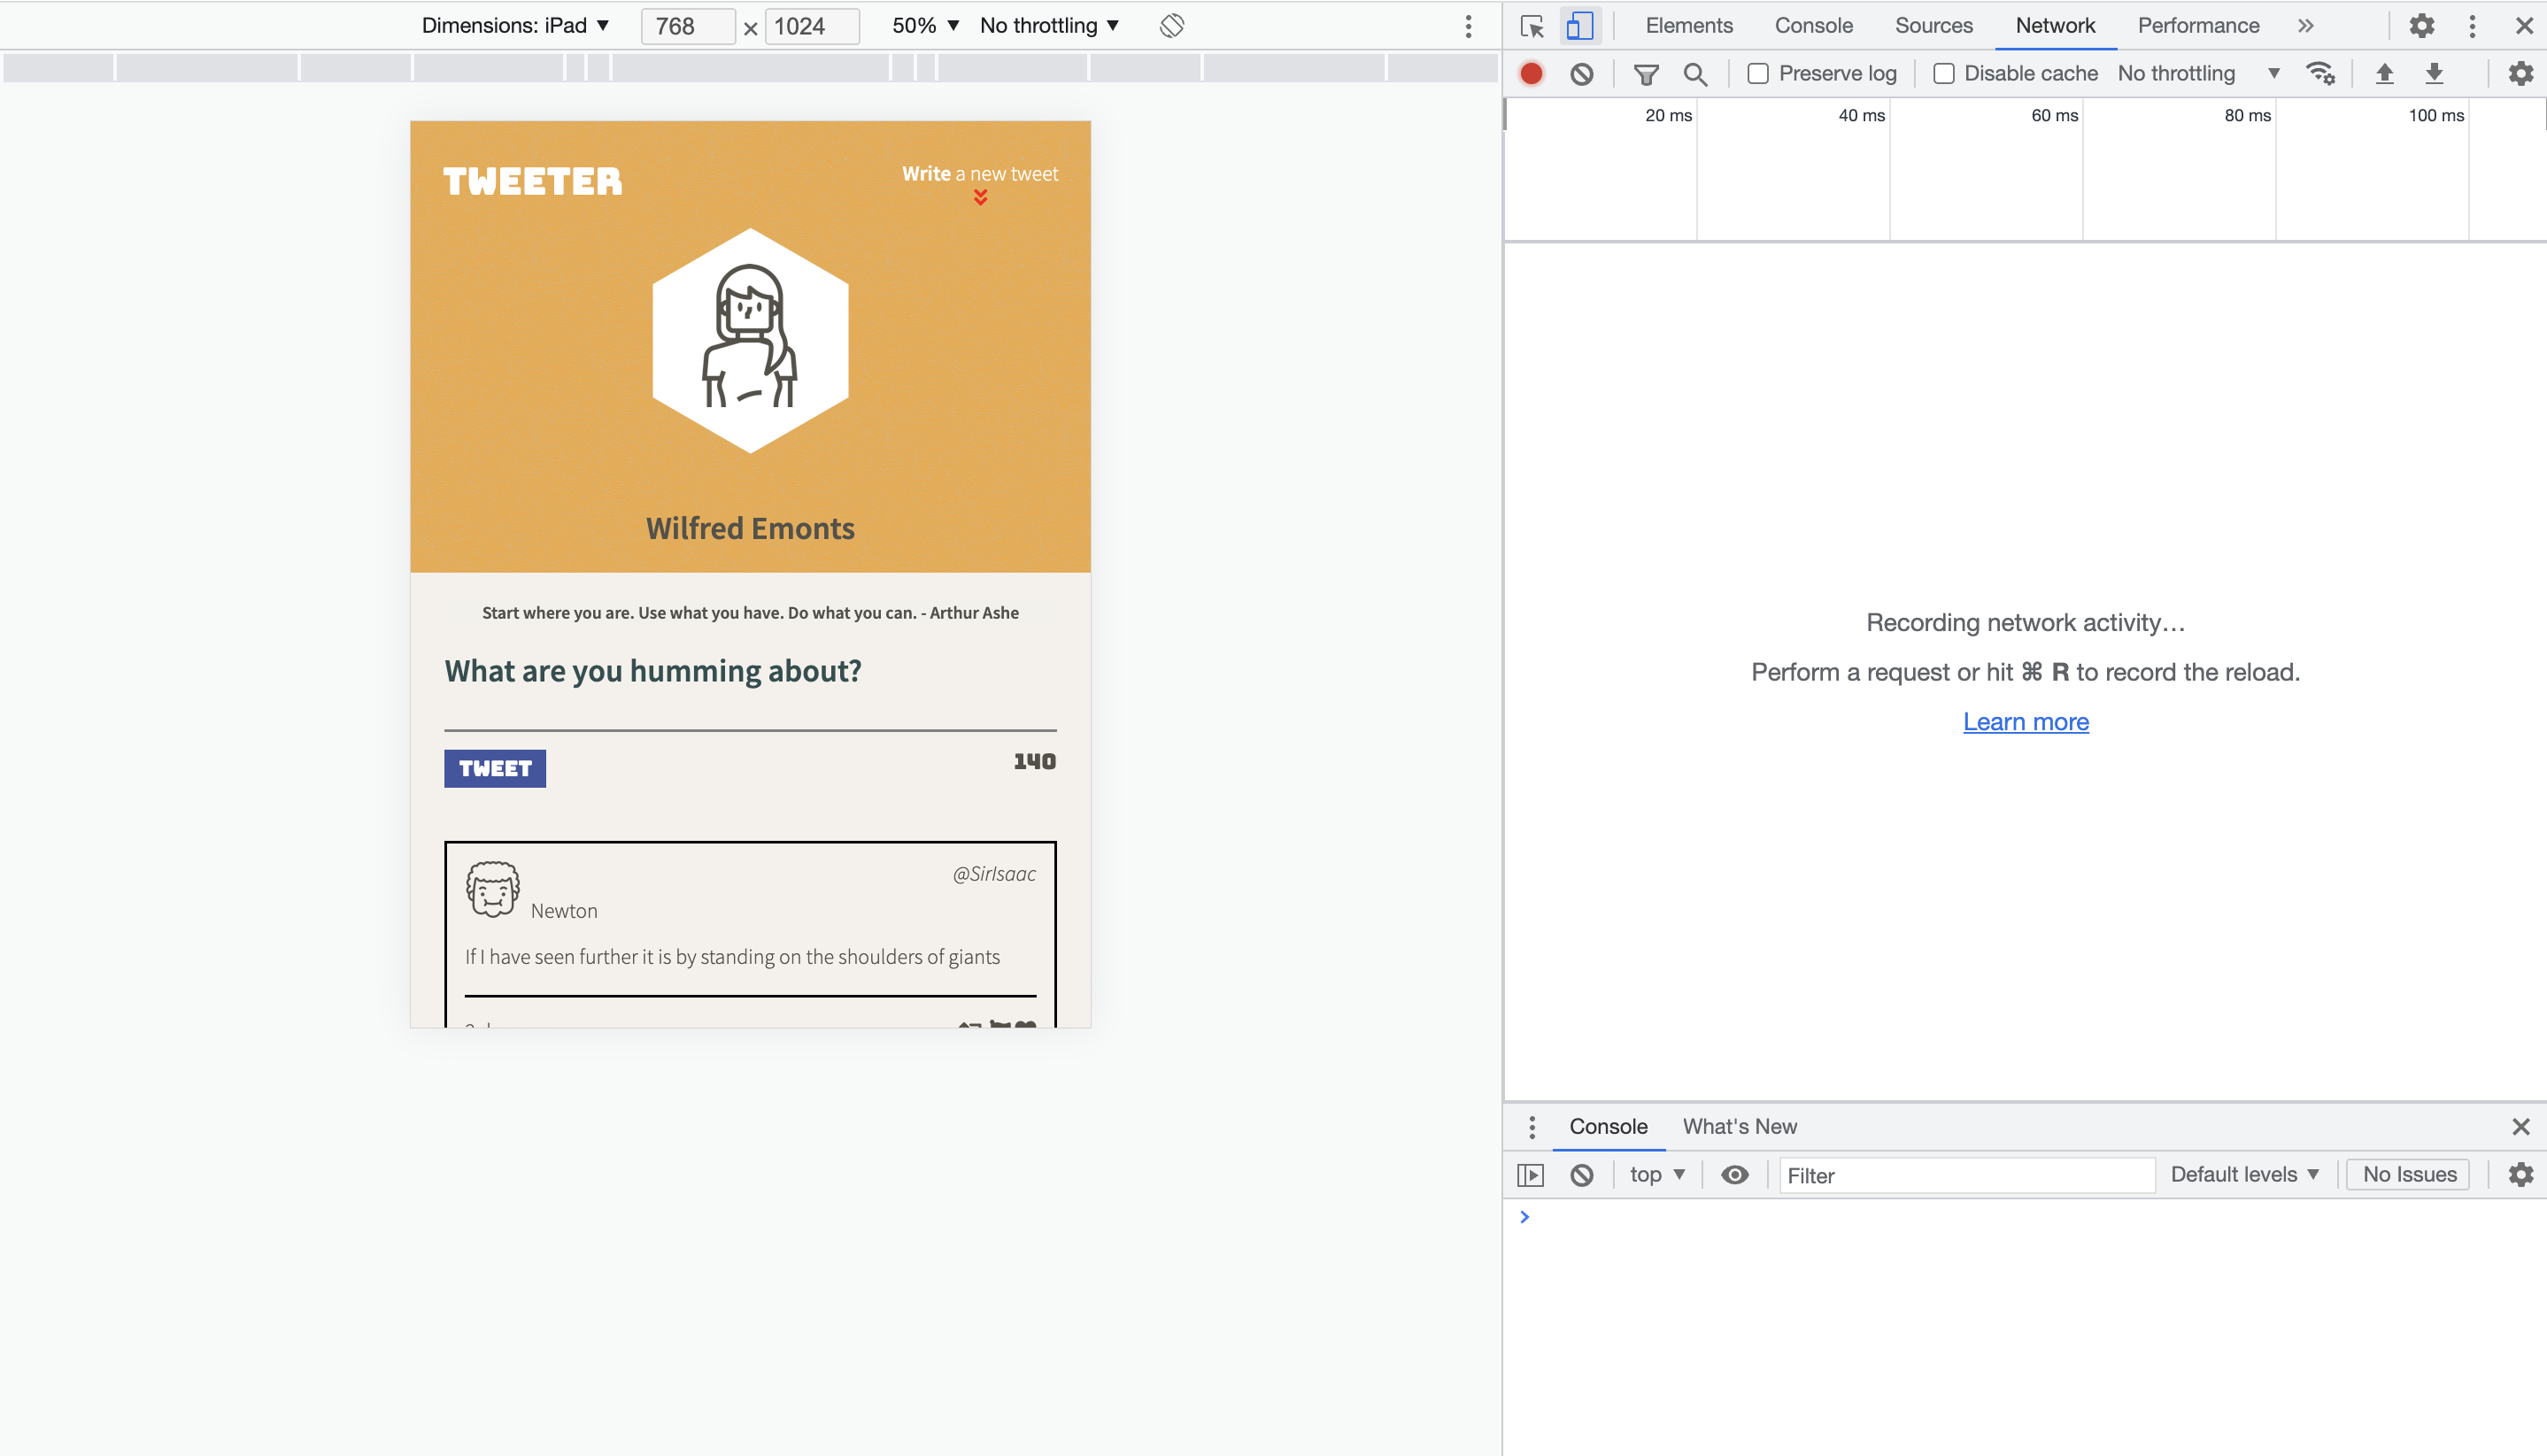 Dimensions: iPad ▼ 768 × 1024 50% ▼ No throttling ▼
TWEETER
Write a new tweet
Wilfred Emonts
Start where you are. Use what you have. Do what you can. - Arthur Ashe
What are you humming about?
TWEET
140
@SirIsaac
Newton
If I have seen further it is by standing on the shoulders of giants
Elements Console Sources Network Performance »
Preserve log Disable cache No throttling ▼
20 ms 40 ms 60 ms 80 ms 100 ms
Recording network activity…
Perform a request or hit ⌘ R to record the reload.
Learn more
Console What's New
top ▼ Filter Default levels ▼ No Issues